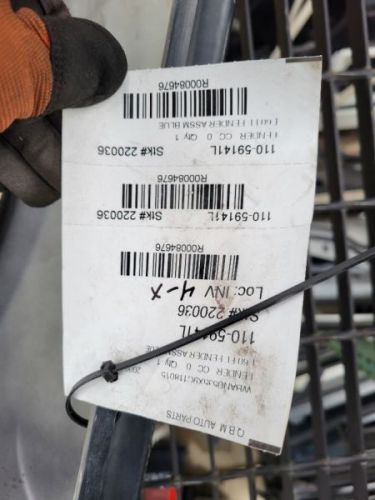 Q B M AUTO PARTS
FENDER CC 0 Qty 1
FENDER ASSM
110-59141L
Stk# 220036
Loc: INV 4-X
R00084676
110-59141L Stk# 220036
R00084676
110-59141L Stk# 220036
FENDER CC 0 Qty 1
FENDER ASSM BLUE
R00084676